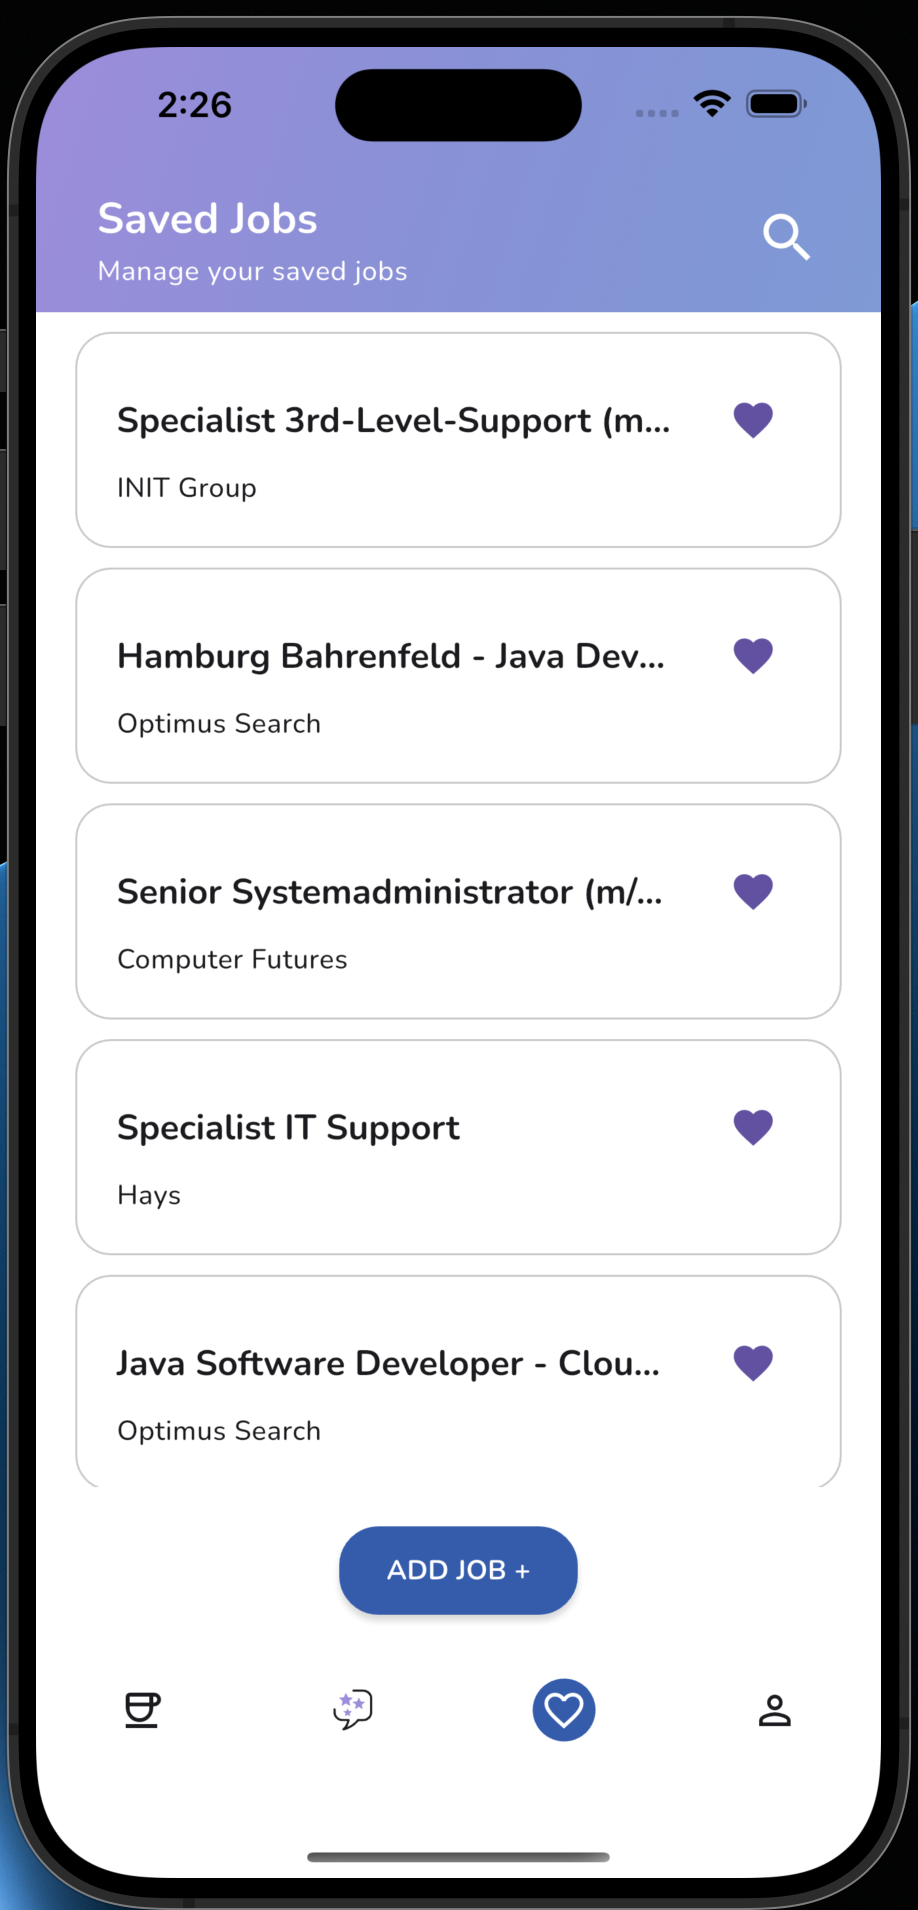 2:26
Saved Jobs
Manage your saved jobs
Specialist 3rd-Level-Support (m...
INIT Group
Hamburg Bahrenfeld - Java Dev...
Optimus Search
Senior Systemadministrator (m/...
Computer Futures
Specialist IT Support
Hays
Java Software Developer - Clou...
Optimus Search
ADD JOB +